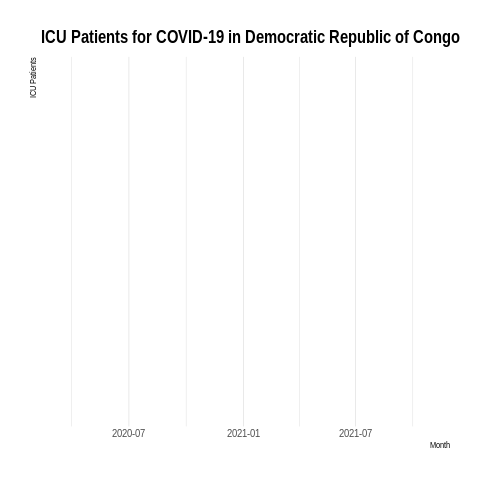 ICU Patients for COVID-19 in Democratic Republic of Congo
ICU Patients
2020-07
2021-01
2021-07
Month